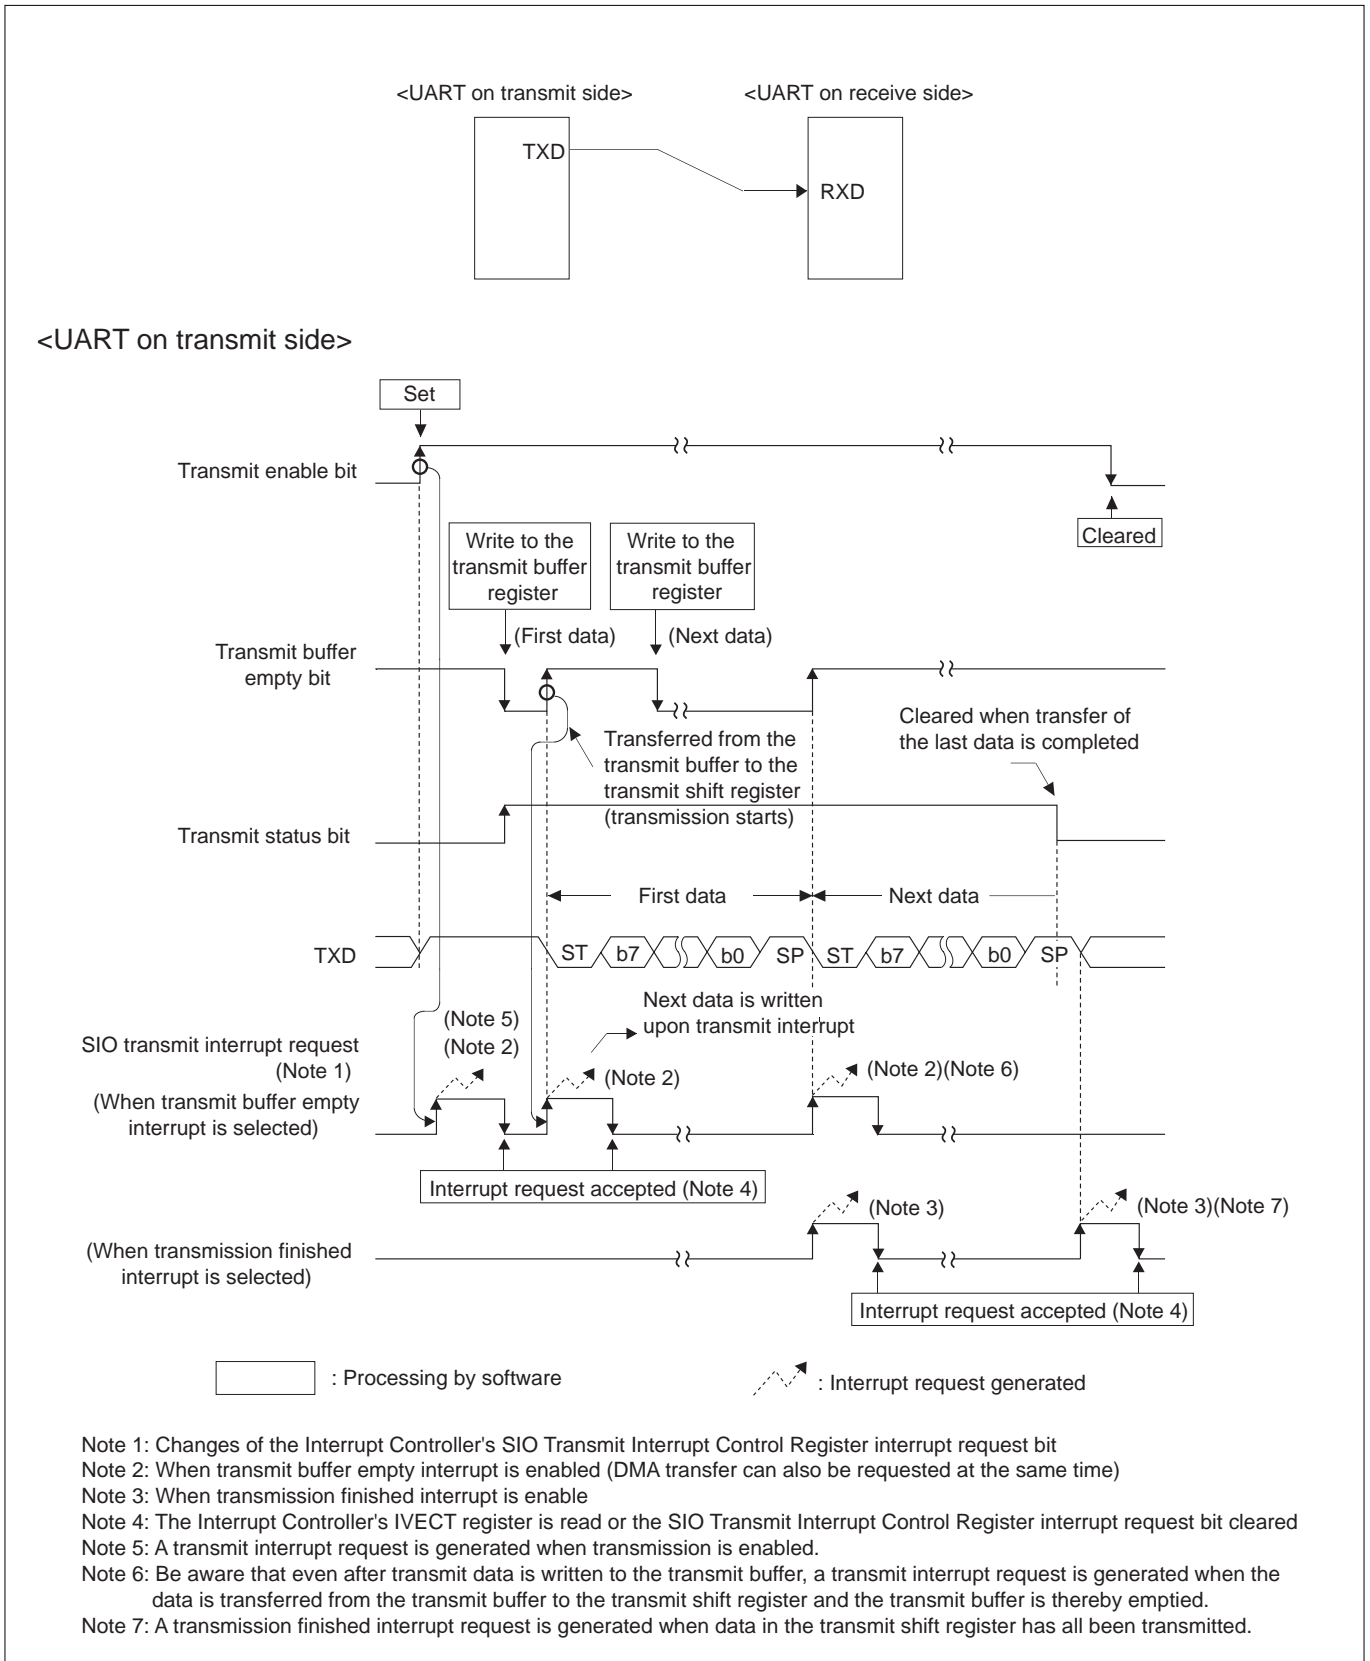 <UART on transmit side>
<UART on receive side>
TXD
RXD
<UART on transmit side>
Set
Transmit enable bit
Cleared
Write to the
transmit buffer
register
Write to the
transmit buffer
register
(First data)
(Next data)
Transmit buffer
empty bit
Transferred from the
transmit buffer to the
transmit shift register
(transmission starts)
Cleared when transfer of
the last data is completed
Transmit status bit
First data
Next data
TXD
ST
b7
b0
SP
ST
b7
b0
SP
Next data is written
upon transmit interrupt
SIO transmit interrupt request
(Note 1)
(When transmit buffer empty
interrupt is selected)
(Note 5)
(Note 2)
(Note 2)
(Note 2)(Note 6)
Interrupt request accepted (Note 4)
(When transmission finished
interrupt is selected)
(Note 3)
(Note 3)(Note 7)
Interrupt request accepted (Note 4)
: Processing by software
: Interrupt request generated
Note 1: Changes of the Interrupt Controller's SIO Transmit Interrupt Control Register interrupt request bit
Note 2: When transmit buffer empty interrupt is enabled (DMA transfer can also be requested at the same time)
Note 3: When transmission finished interrupt is enable
Note 4: The Interrupt Controller's IVECT register is read or the SIO Transmit Interrupt Control Register interrupt request bit cleared
Note 5: A transmit interrupt request is generated when transmission is enabled.
Note 6: Be aware that even after transmit data is written to the transmit buffer, a transmit interrupt request is generated when the
data is transferred from the transmit buffer to the transmit shift register and the transmit buffer is thereby emptied.
Note 7: A transmission finished interrupt request is generated when data in the transmit shift register has all been transmitted.